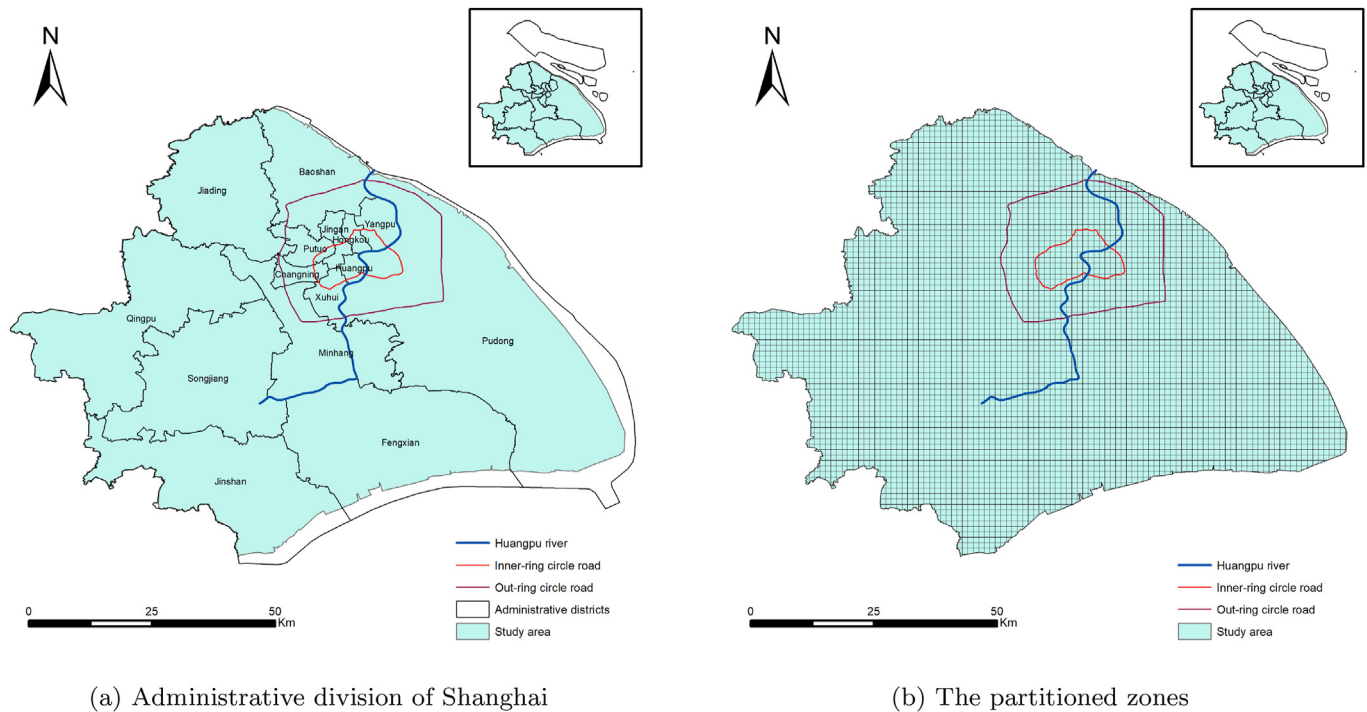 N
Baoshan
Jiading
Yangpu
Jingan
Hongkou
Putuo
Huangpu
Changning
Xuhui
Qingpu
Pudong
Minhang
Songjiang
Fengxian
Jinshan
Huangpu river
Inner-ring circle road
Out-ring circle road
Administrative districts
Study area
0 25 50
Km
(a) Administrative division of Shanghai
N
Huangpu river
Inner-ring circle road
Out-ring circle road
Study area
0 25 50
Km
(b) The partitioned zones